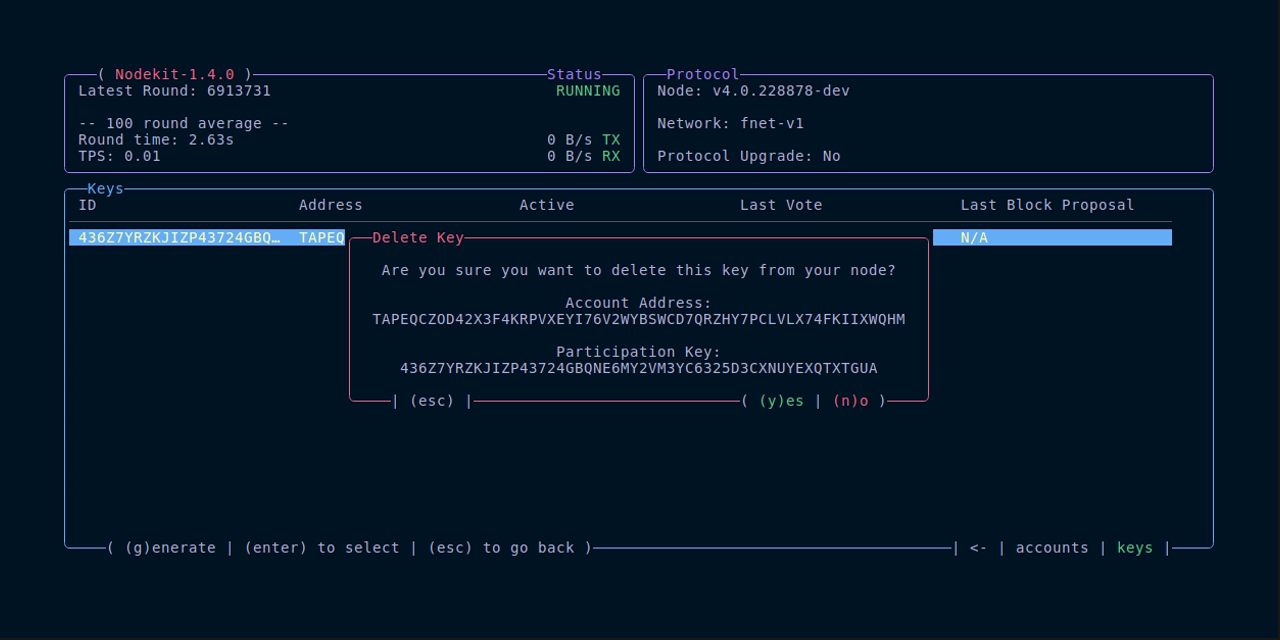 ( Nodekit-1.4.0 ) Status
Latest Round: 6913731 RUNNING
-- 100 round average --
Round time: 2.63s 0 B/s TX
TPS: 0.01 0 B/s RX
Protocol
Node: v4.0.228878-dev
Network: fnet-v1
Protocol Upgrade: No
Keys
ID Address Active Last Vote Last Block Proposal
436Z7YRZKJIZP43724GBQ… TAPEQ N/A
Delete Key
Are you sure you want to delete this key from your node?
Account Address:
TAPEQCZOD42X3F4KRPVXEYI76V2WYBSWCD7QRZHY7PCLVLX74FKIIXWQHM
Participation Key:
436Z7YRZKJIZP43724GBQNE6MY2VM3YC6325D3CXNUYEXQTXTGUA
| (esc) | ( (y)es | (n)o )
( (g)enerate | (enter) to select | (esc) to go back ) | <- | accounts | keys |